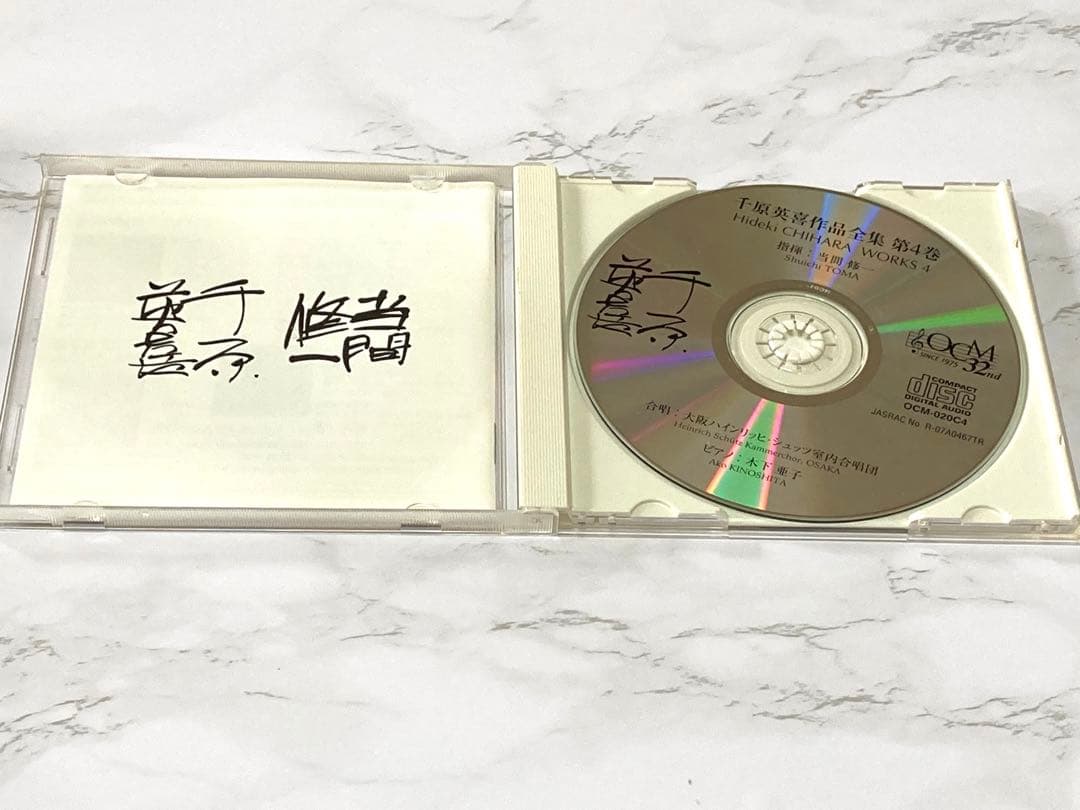 千原
英喜
当間
修一
千原英喜作品全集 第4巻
Hideki CHIHARA WORKS 4
指揮：当間 修一
Shuichi TOMA
千原
英喜
OCM
SINCE 1975
32nd
COMPACT
disc
DIGITAL AUDIO
OCM-020C4
JASRAC No. R-07A0467TR
合唱：大阪ハインリッヒ・シュッツ室内合唱団
Heinrich Schütz Kammerchor, OSAKA
ピアノ：木下 亜子
Ako KINOSHITA